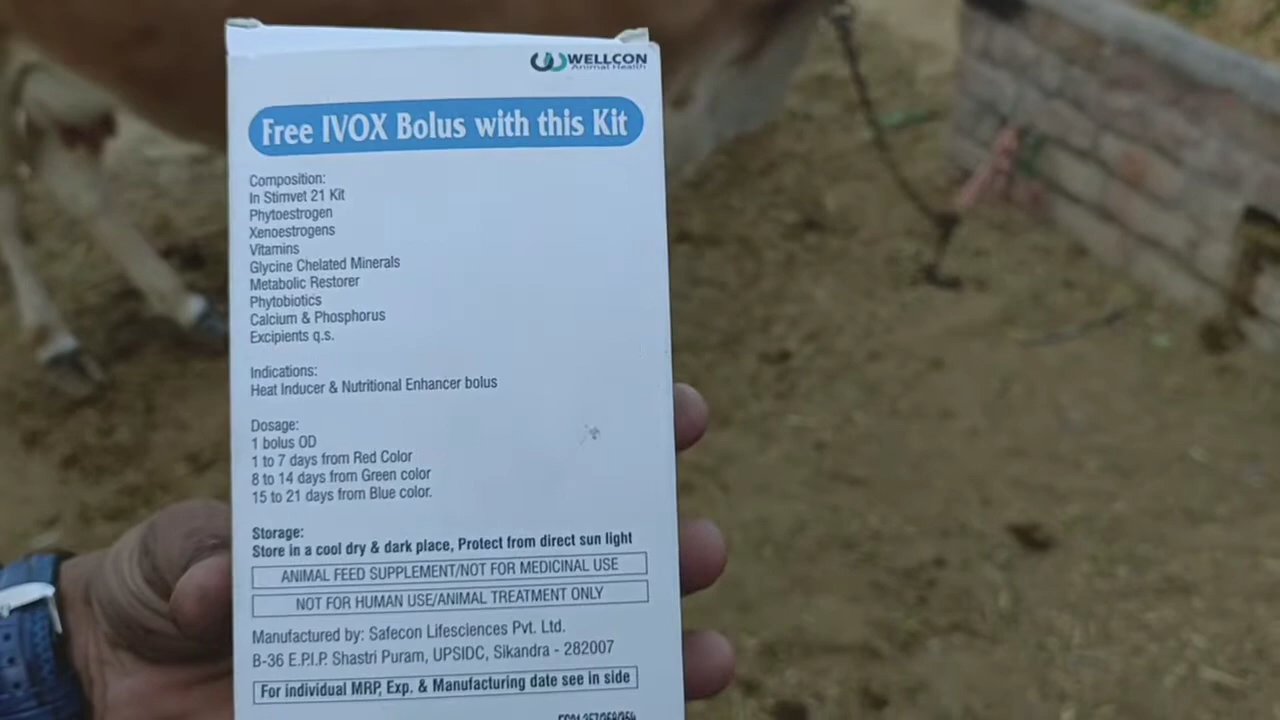 WELLCON
Animal Health
Free IVOX Bolus with this Kit
Composition:
In Stimvet 21 Kit
Phytoestrogen
Xenoestrogens
Vitamins
Glycine Chelated Minerals
Metabolic Restorer
Phytobiotics
Calcium & Phosphorus
Excipients q.s.
Indications:
Heat Inducer & Nutritional Enhancer bolus
Dosage:
1 bolus OD
1 to 7 days from Red Color
8 to 14 days from Green color
15 to 21 days from Blue color.
Storage:
Store in a cool dry & dark place, Protect from direct sun light
ANIMAL FEED SUPPLEMENT/NOT FOR MEDICINAL USE
NOT FOR HUMAN USE/ANIMAL TREATMENT ONLY
Manufactured by: Safecon Lifesciences Pvt. Ltd.
B-36 E.P.I.P. Shastri Puram, UPSIDC, Sikandra - 282007
For individual MRP, Exp. & Manufacturing date see in side